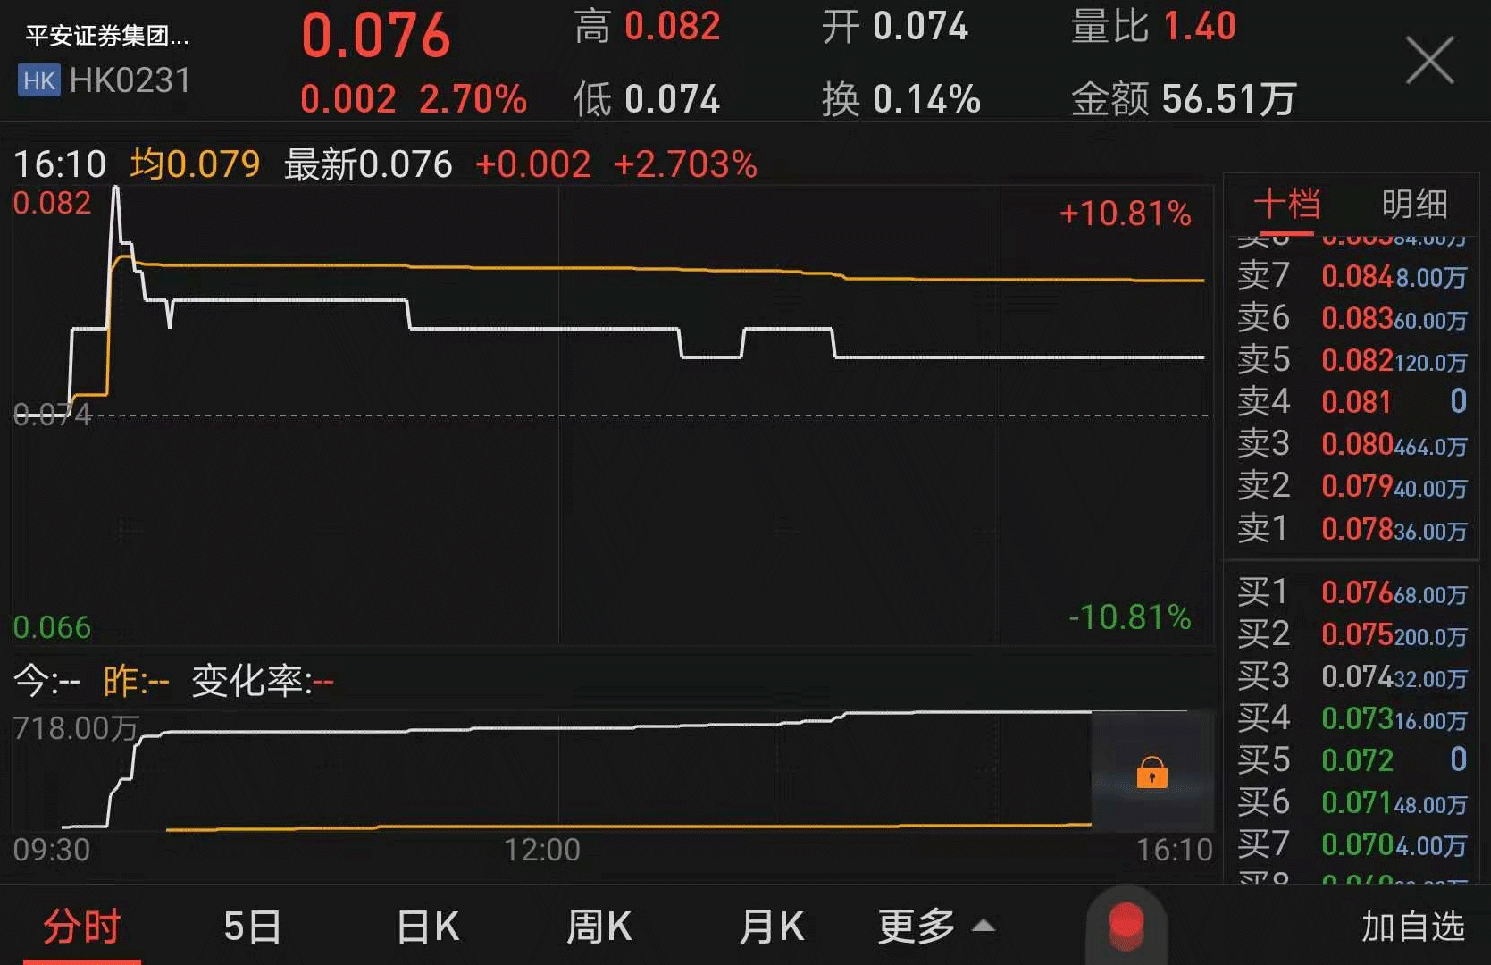 平安证券集团...
HK HK0231
0.076
0.002 2.70%
高 0.082 开 0.074 量比 1.40
低 0.074 换 0.14% 金额 56.51万
16:10 均0.079 最新0.076 +0.002 +2.703%
0.082 +10.81%
0.074
0.066 -10.81%
今:-- 昨:-- 变化率:--
718.00万
09:30 12:00 16:10
十档 明细
卖7 0.084 8.00万
卖6 0.083 60.00万
卖5 0.082 120.0万
卖4 0.081 0
卖3 0.080 464.0万
卖2 0.079 40.00万
卖1 0.078 36.00万
买1 0.076 68.00万
买2 0.075 200.0万
买3 0.074 32.00万
买4 0.073 16.00万
买5 0.072 0
买6 0.071 48.00万
买7 0.070 4.00万
分时 5日 日K 周K 月K 更多 加自选